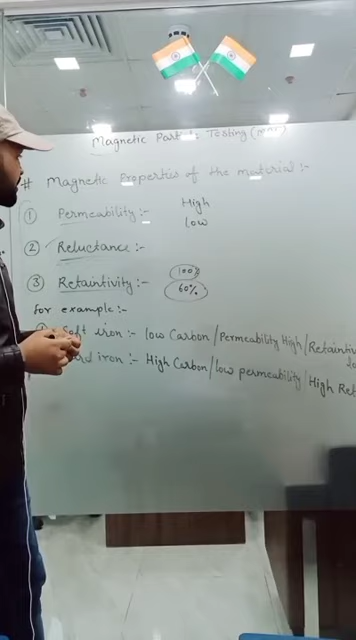 Magnetic Particle Testing (MPT)
# Magnetic Properties of the material :-
① Permeability :- High
low
② Reluctance :-
③ Retaintivity :- 100%
60%
for example :-
Soft iron :- low Carbon/Permeability High/Retaintiv
iron :- High Carbon/low permeability/High Ret